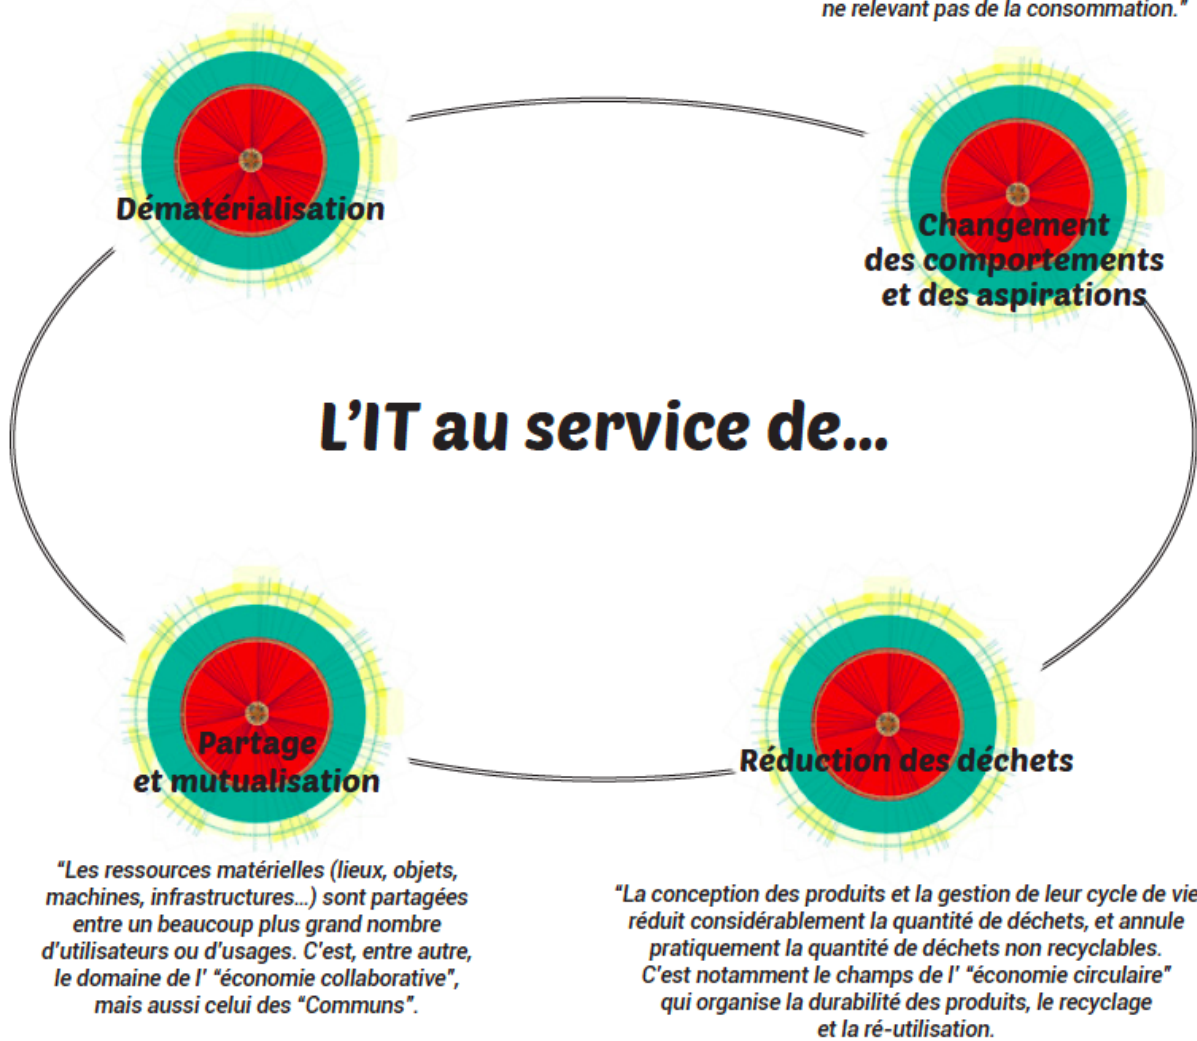 ne relevant pas de la consommation.”
Dématérialisation
Changement
des comportements
et des aspirations
L’IT au service de...
Partage
et mutualisation
Réduction des déchets
“Les ressources matérielles (lieux, objets,
machines, infrastructures...) sont partagées
entre un beaucoup plus grand nombre
d’utilisateurs ou d’usages. C’est, entre autre,
le domaine de l’ “économie collaborative”,
mais aussi celui des “Communs”.
“La conception des produits et la gestion de leur cycle de vie
réduit considérablement la quantité de déchets, et annule
pratiquement la quantité de déchets non recyclables.
C’est notamment le champs de l’ “économie circulaire”
qui organise la durabilité des produits, le recyclage
et la ré-utilisation.